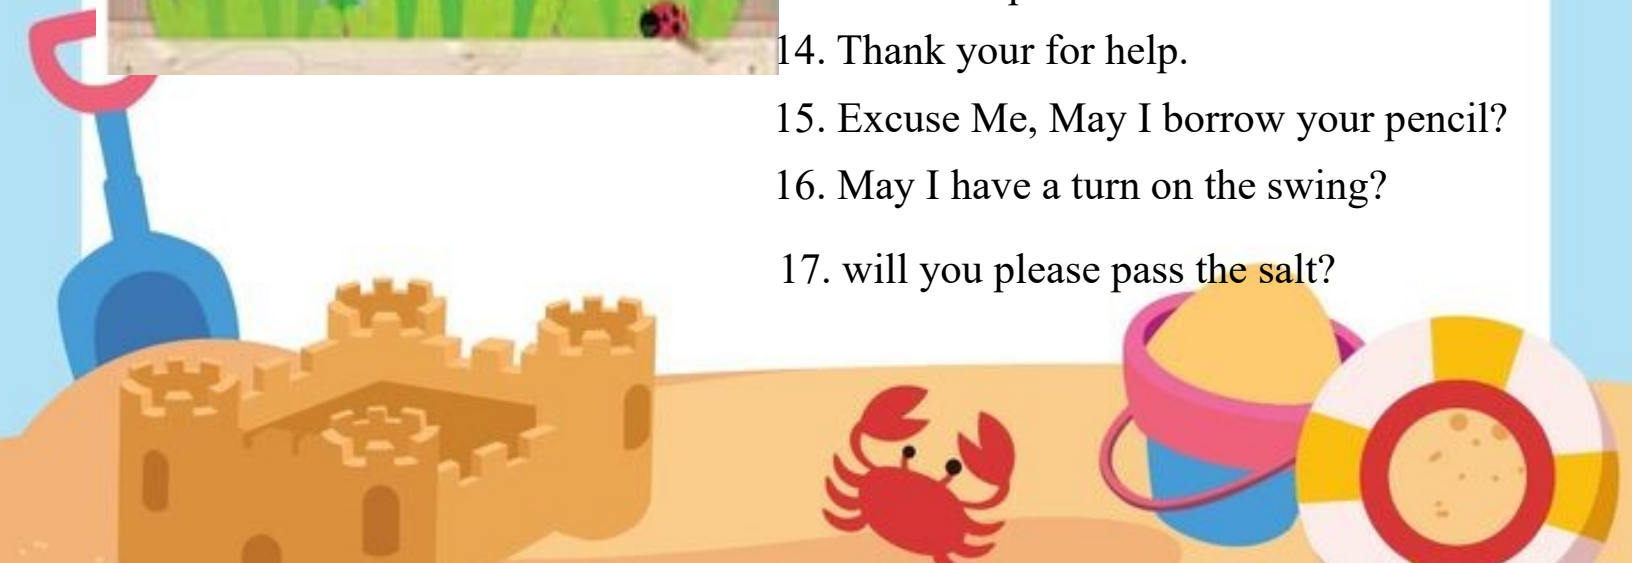 14. Thank your for help.
15. Excuse Me, May I borrow your pencil?
16. May I have a turn on the swing?
17. will you please pass the salt?